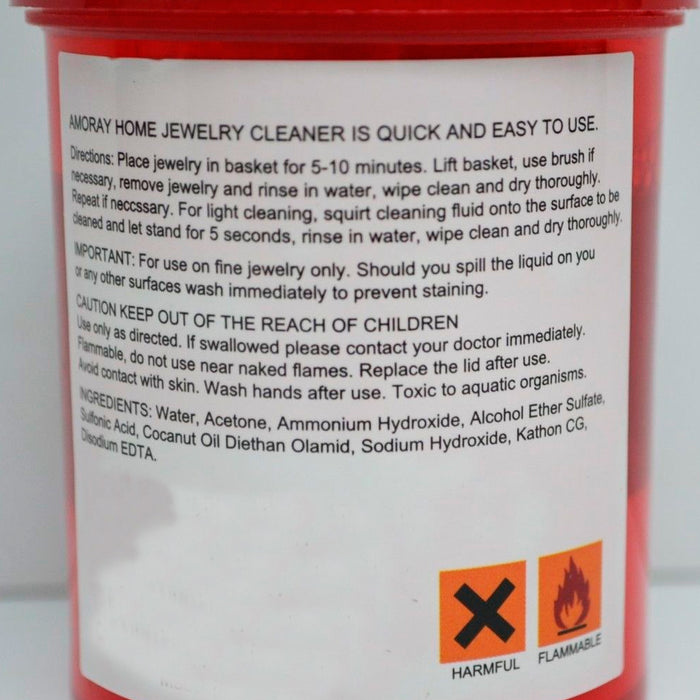 AMORAY HOME JEWELRY CLEANER IS QUICK AND EASY TO USE.
Directions: Place jewelry in basket for 5-10 minutes. Lift basket, use brush if
necessary, remove jewelry and rinse in water, wipe clean and dry thoroughly.
Repeat if neccssary. For light cleaning, squirt cleaning fluid onto the surface to be
cleaned and let stand for 5 seconds, rinse in water, wipe clean and dry thoroughly.
IMPORTANT: For use on fine jewelry only. Should you spill the liquid on you
or any other surfaces wash immediately to prevent staining.
CAUTION KEEP OUT OF THE REACH OF CHILDREN
Use only as directed. If swallowed please contact your doctor immediately.
Flammable, do not use near naked flames. Replace the lid after use.
Avoid contact with skin. Wash hands after use. Toxic to aquatic organisms.
INGREDIENTS: Water, Acetone, Ammonium Hydroxide, Alcohol Ether Sulfate,
Sulfonic Acid, Cocanut Oil Diethan Olamid, Sodium Hydroxide, Kathon CG,
Disodium EDTA.
HARMFUL FLAMMABLE